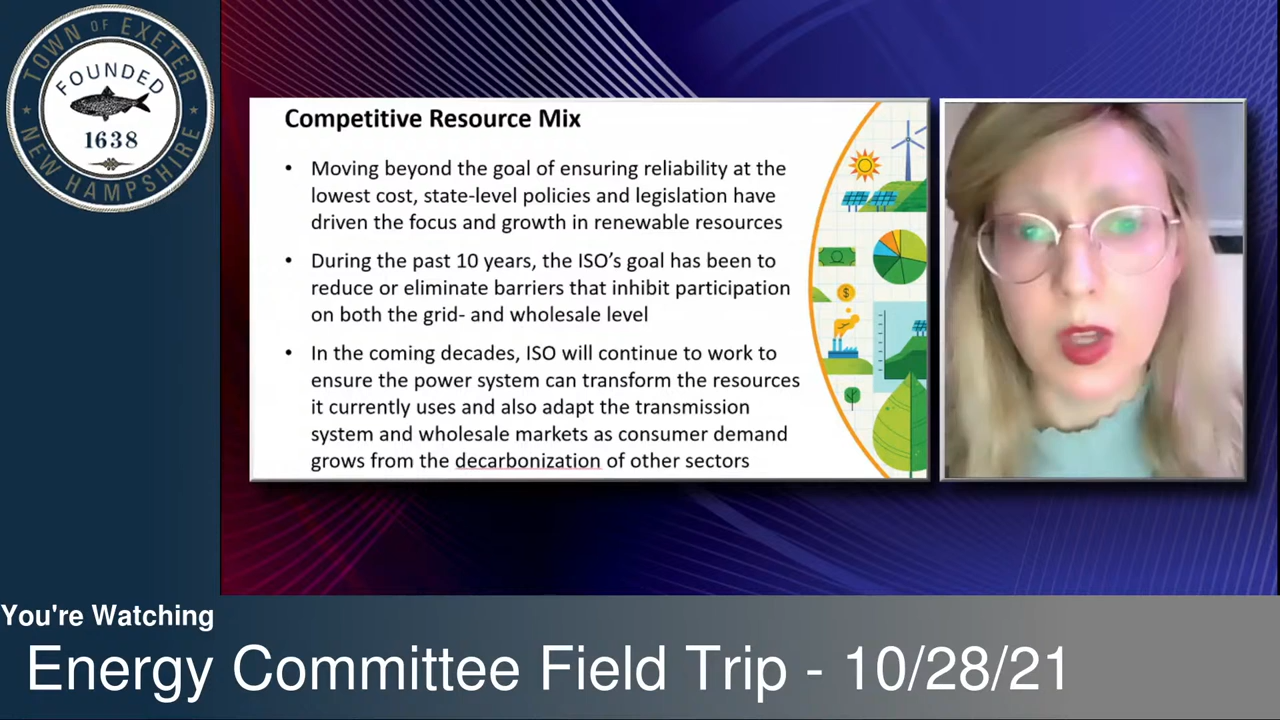 TOWN OF EXETER
FOUNDED
1638
NEW HAMPSHIRE
Competitive Resource Mix
• Moving beyond the goal of ensuring reliability at the
lowest cost, state-level policies and legislation have
driven the focus and growth in renewable resources
• During the past 10 years, the ISO's goal has been to
reduce or eliminate barriers that inhibit participation
on both the grid- and wholesale level
• In the coming decades, ISO will continue to work to
ensure the power system can transform the resources
it currently uses and also adapt the transmission
system and wholesale markets as consumer demand
grows from the decarbonization of other sectors
You're Watching
Energy Committee Field Trip - 10/28/21